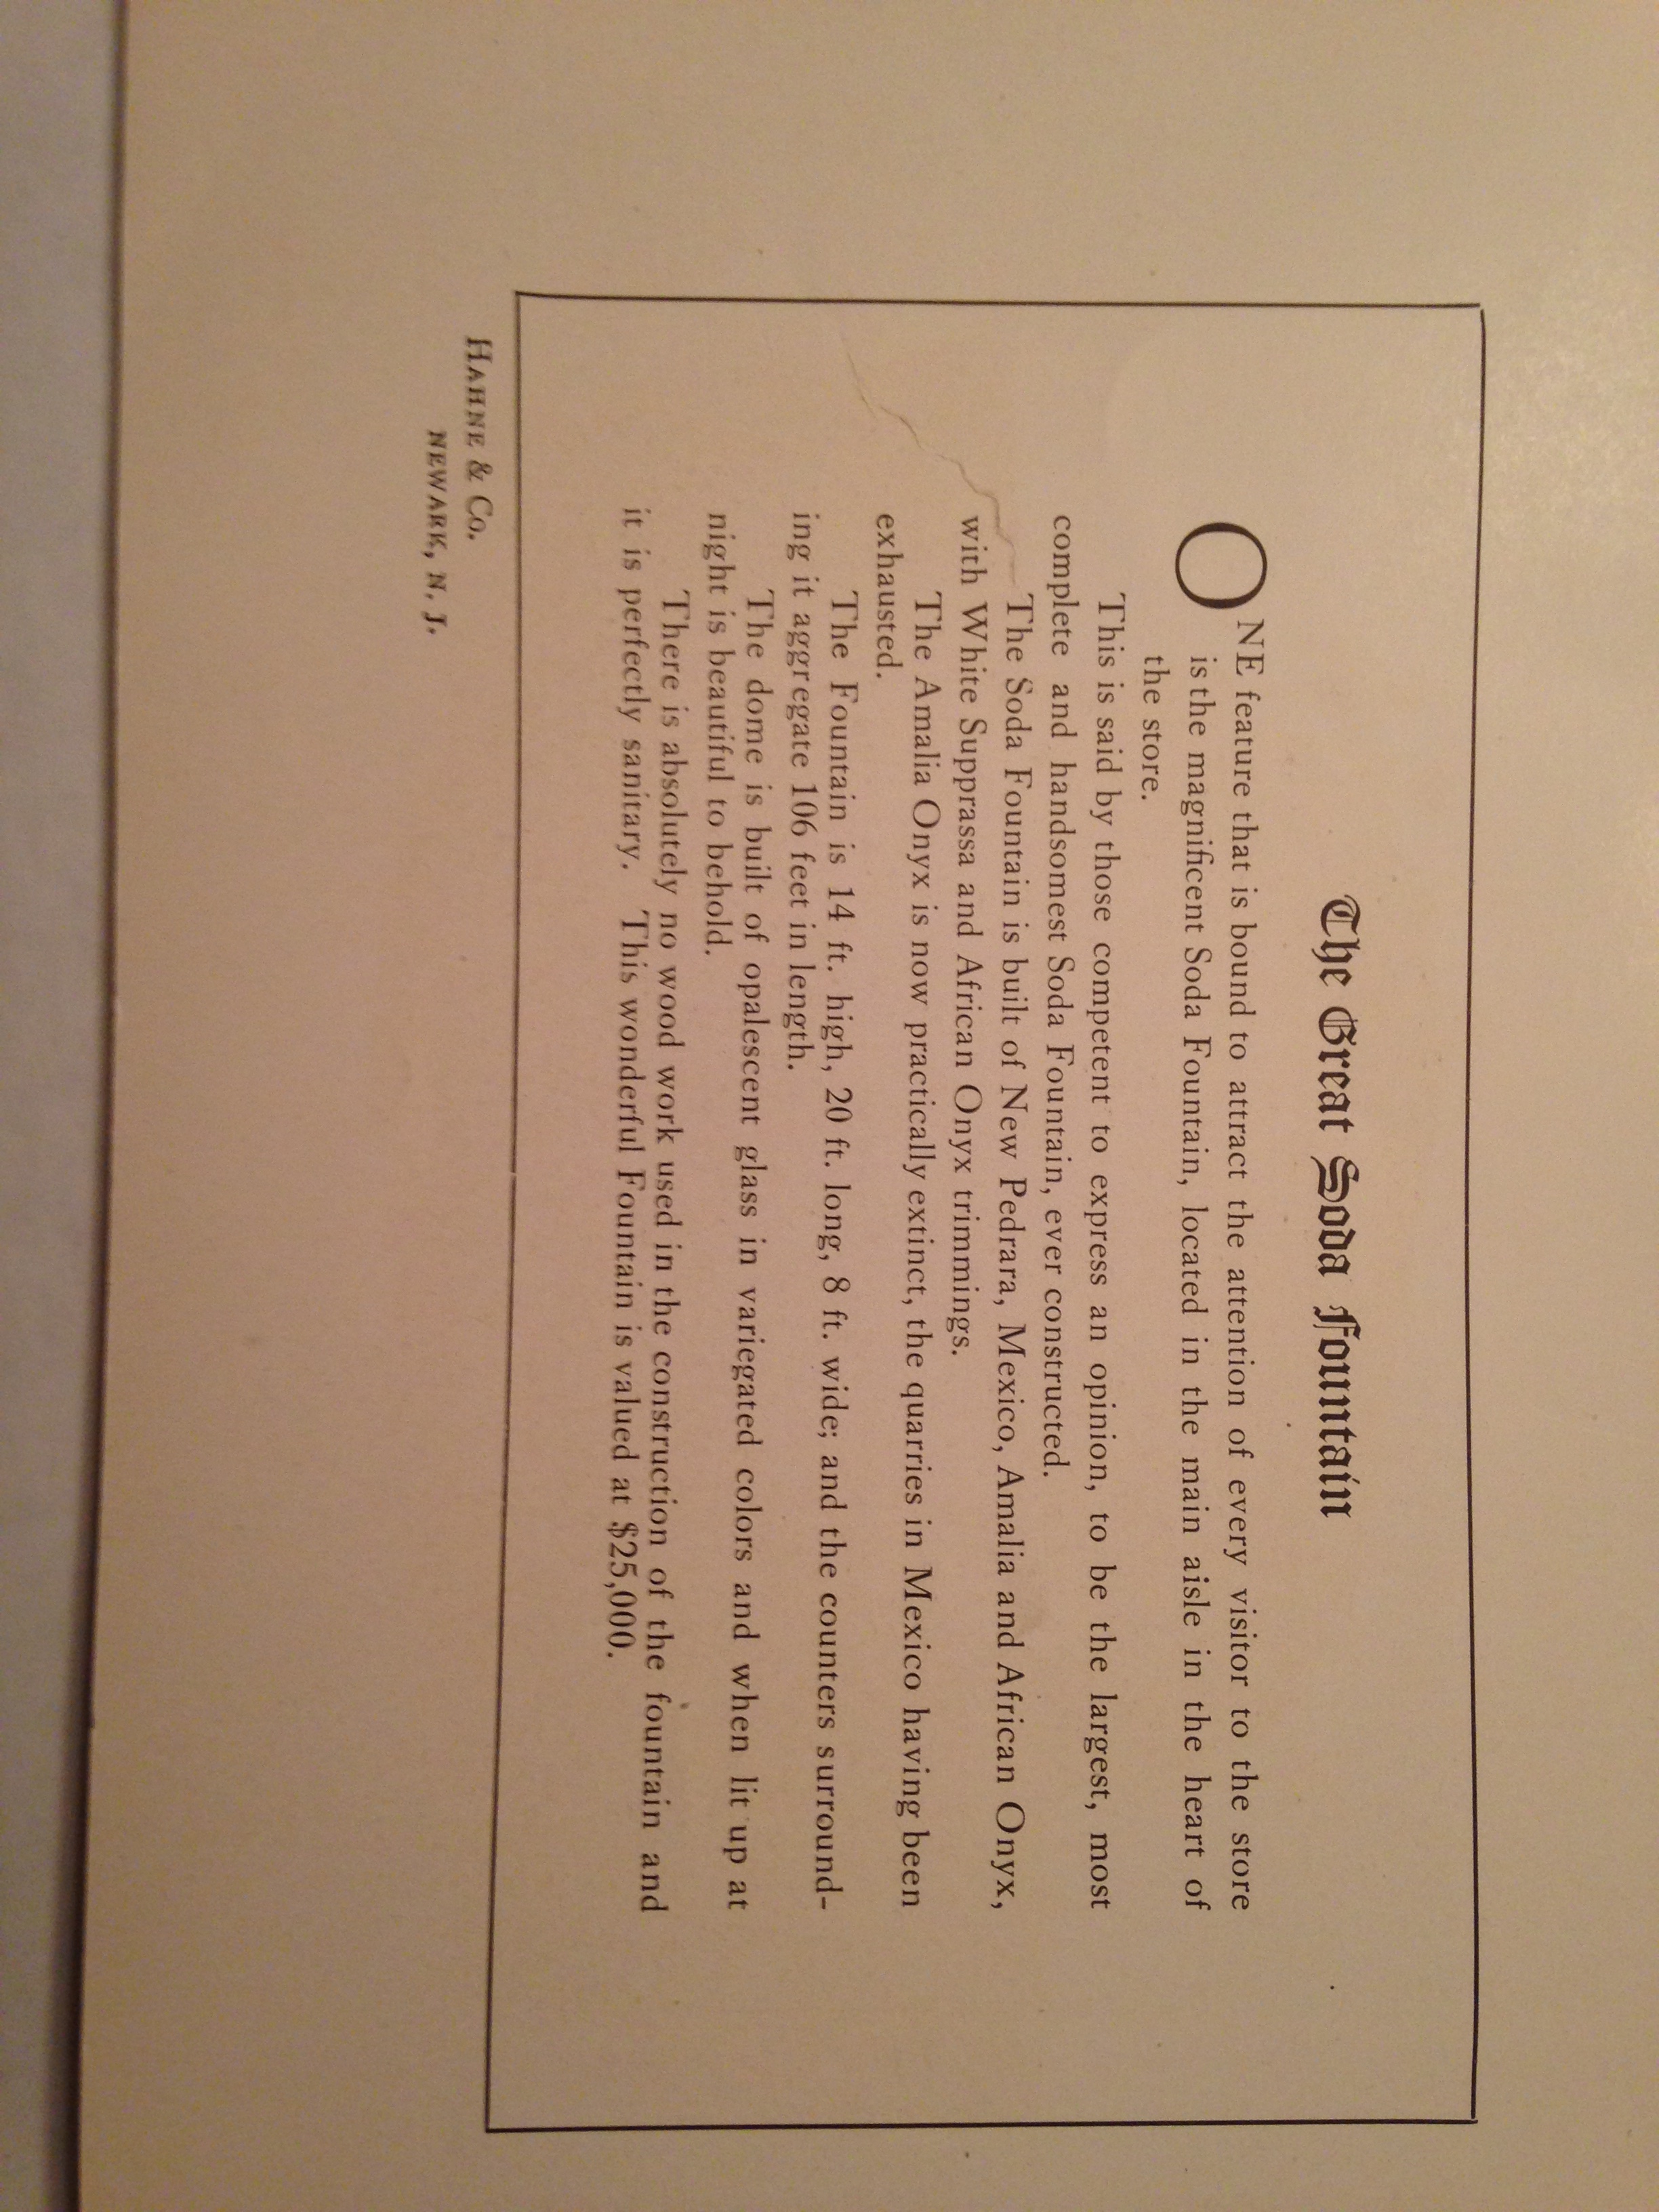 The Great Soda Fountain
ONE feature that is bound to attract the attention of every visitor to the store
is the magnificent Soda Fountain, located in the main aisle in the heart of
the store.
This is said by those competent to express an opinion, to be the largest, most
complete and handsomest Soda Fountain, ever constructed.
The Soda Fountain is built of New Pedrara, Mexico, Amalia and African Onyx,
with White Supprassa and African Onyx trimmings.
The Amalia Onyx is now practically extinct, the quarries in Mexico having been
exhausted.
The Fountain is 14 ft. high, 20 ft. long, 8 ft. wide; and the counters surround-
ing it aggregate 106 feet in length.
The dome is built of opalescent glass in variegated colors and when lit up at
night is beautiful to behold.
There is absolutely no wood work used in the construction of the fountain and
it is perfectly sanitary. This wonderful Fountain is valued at $25,000.
HAHNE & CO.
NEWARK, N. J.